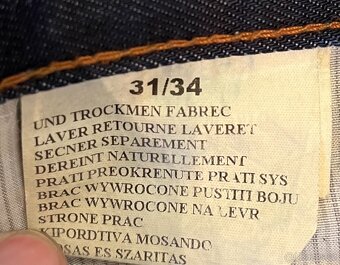 31/34
UND TROCKMEN FABREC
LAVER RETOURNE LAVERET
SECNER SEPAREMENT
DEREINT NATURELLEMENT
PRATI PREOKRENUTE PRATI SYS
BRAC WYWROCONE PUSTITI BOJU
BRAC WYWROCONE NA LEVR
STRONE PRAC
KIPORDTIVA MOSANDO
OSAS ES SZARITAS